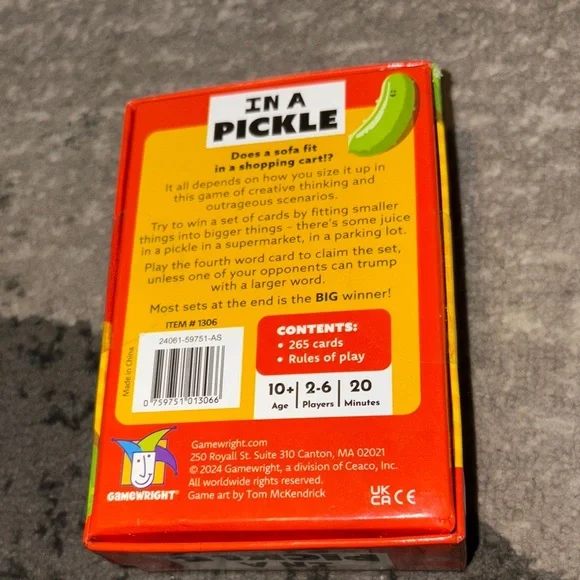 IN A
PICKLE
Does a sofa fit
in a shopping cart!?
It all depends on how you size it up in
this game of creative thinking and
outrageous scenarios.
Try to win a set of cards by fitting smaller
things into bigger things – there's some juice
in a pickle in a supermarket, in a parking lot.
Play the fourth word card to claim the set,
unless one of your opponents can trump
with a larger word.
Most sets at the end is the BIG winner!
ITEM # 1306
24061-59751-AS
Made in China
0 759751 013066
CONTENTS:
• 265 cards
• Rules of play
10+ 2-6 20
Age Players Minutes
Gamewright.com
250 Royall St. Suite 310 Canton, MA 02021
© 2024 Gamewright, a division of Ceaco, Inc.
All worldwide rights reserved.
Game art by Tom McKendrick
GAMEWRIGHT®
UK
CA CE